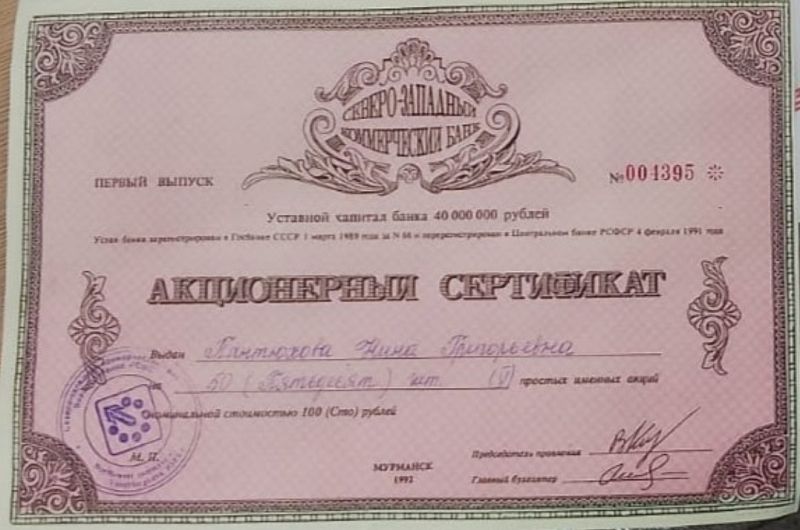 СЕВЕРО-ЗАПАДНЫЙ
КОММЕРЧЕСКИЙ БАНК
ПЕРВЫЙ ВЫПУСК
№004395 *
Уставной капитал банка 40 000 000 рублей
Устав банка зарегистрирован в Госбанке СССР 1 марта 1989 года за N 66 и перерегистрирован в Центральном банке РСФСР 4 февраля 1991 года
АКЦИОНЕРНЫЙ СЕРТИФИКАТ
Выдан Пантюхова Нина Григорьевна
на 50 (Пятьдесят) шт. простых именных акций
номинальной стоимостью 100 (Сто) рублей
М. П.
МУРМАНСК
1992
Председатель правления
Главный бухгалтер